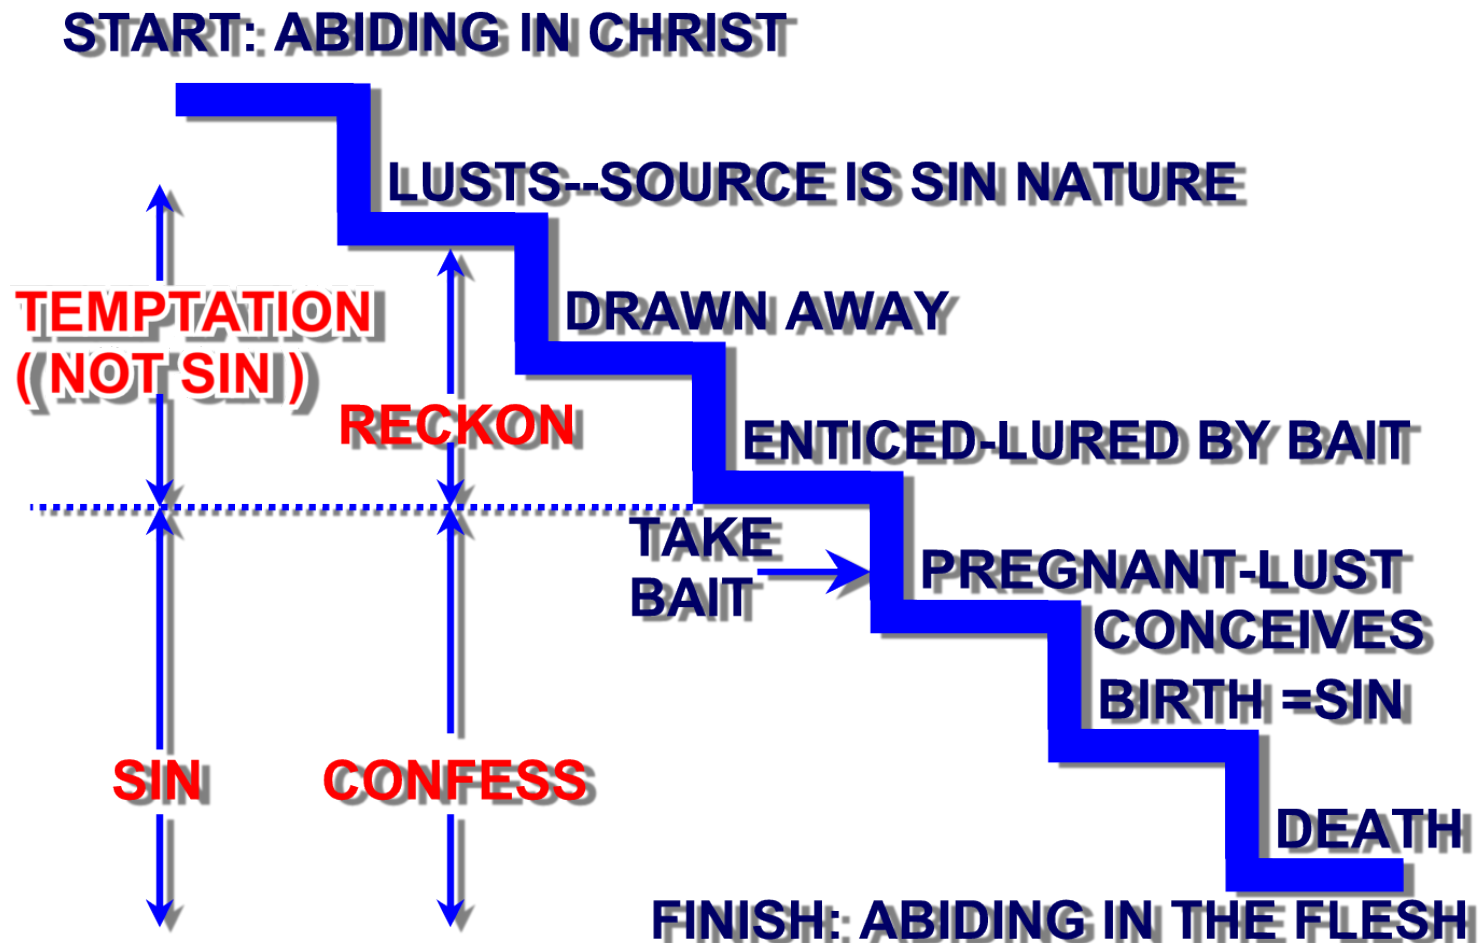 START: ABIDING IN CHRIST
LUSTS--SOURCE IS SIN NATURE
TEMPTATION
( NOT SIN )
DRAWN AWAY
RECKON
ENTICED-LURED BY BAIT
TAKE
BAIT
PREGNANT-LUST
CONCEIVES
BIRTH =SIN
SIN
CONFESS
DEATH
FINISH: ABIDING IN THE FLESH